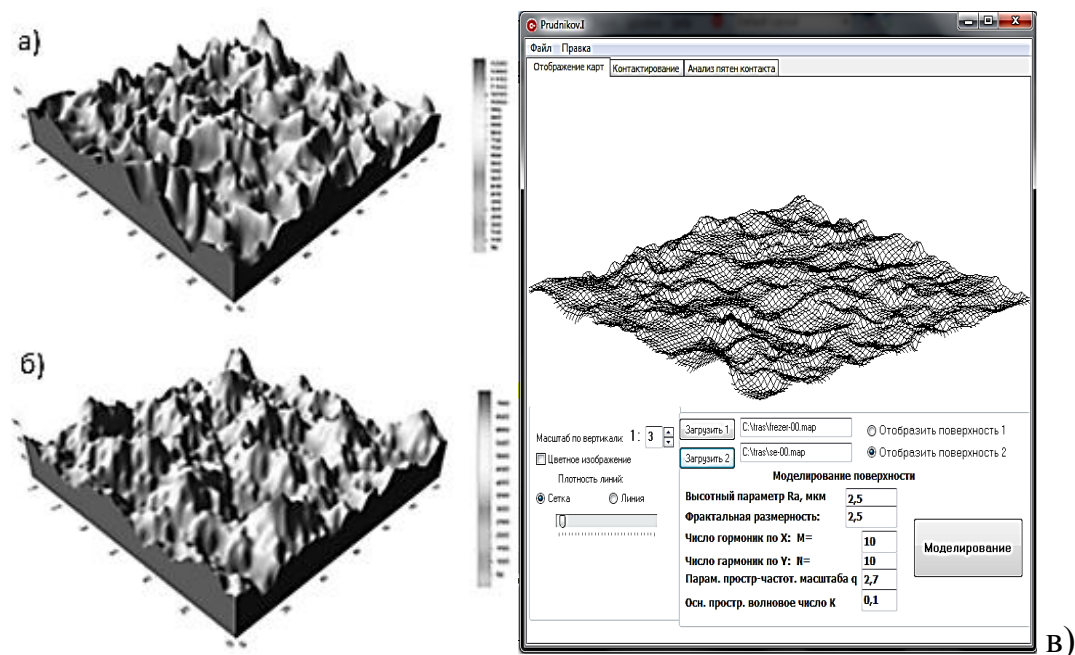 а)
б)
Prudnikov.I
Файл Правка
Отображение карт Контактирование Анализ пятен контакта
Масштаб по вертикали: 1: 3
Цветное изображение
Плотность линий:
Сетка Линия
Загрузить 1 C:\tras\frezer-00.map Отобразить поверхность 1
Загрузить 2 C:\tras\se-00.map Отобразить поверхность 2
Моделирование поверхности
Высотный параметр Ra, мкм 2,5
Фрактальная размерность: 2,5
Число гормоник по X: M= 10
Число гармоник по Y: N= 10
Парам. простр-частот. масштаба q 2,7
Осн. простр. волновое число К 0,1
Моделирование
в)